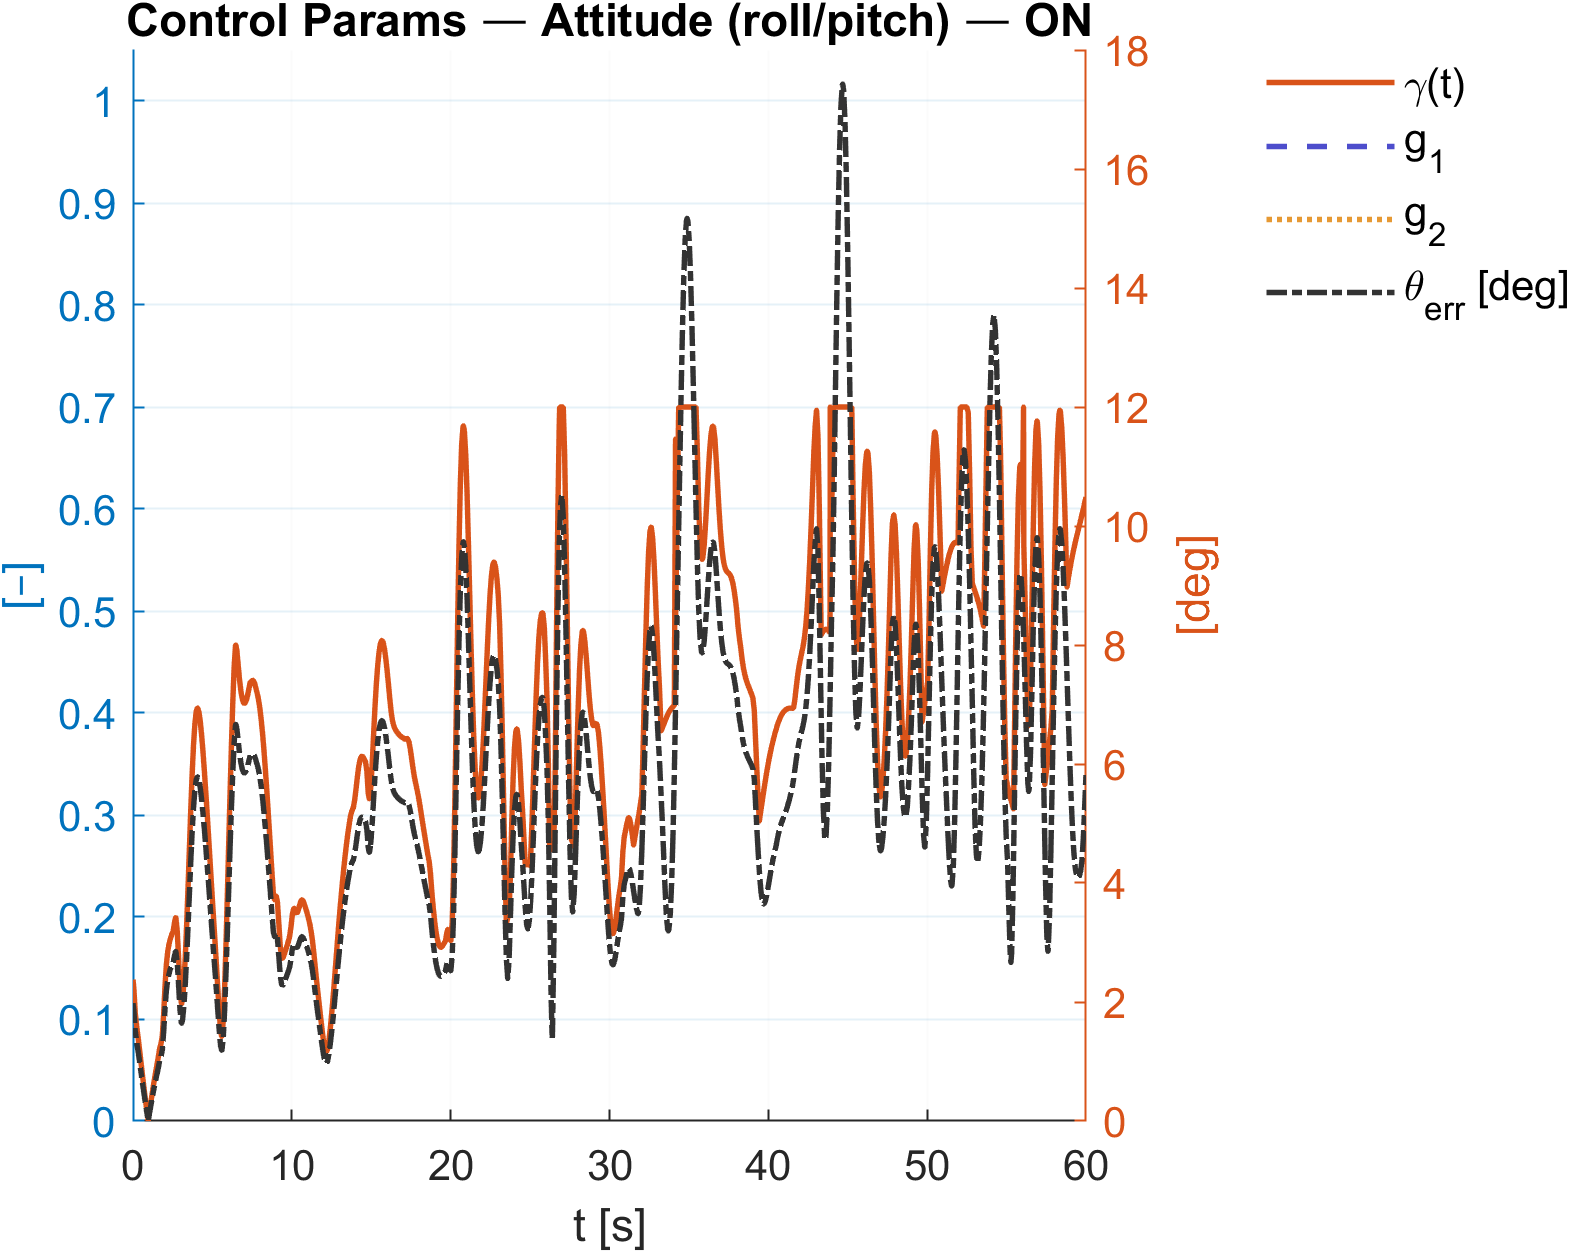 Control Params — Attitude (roll/pitch) — ON
18
16
14
12
10
8
6
4
2
0
[deg]
1
0.9
0.8
0.7
0.6
0.5
0.4
0.3
0.2
0.1
0
[–]
0 10 20 30 40 50 60
t [s]
γ(t)
g1
g2
θerr [deg]